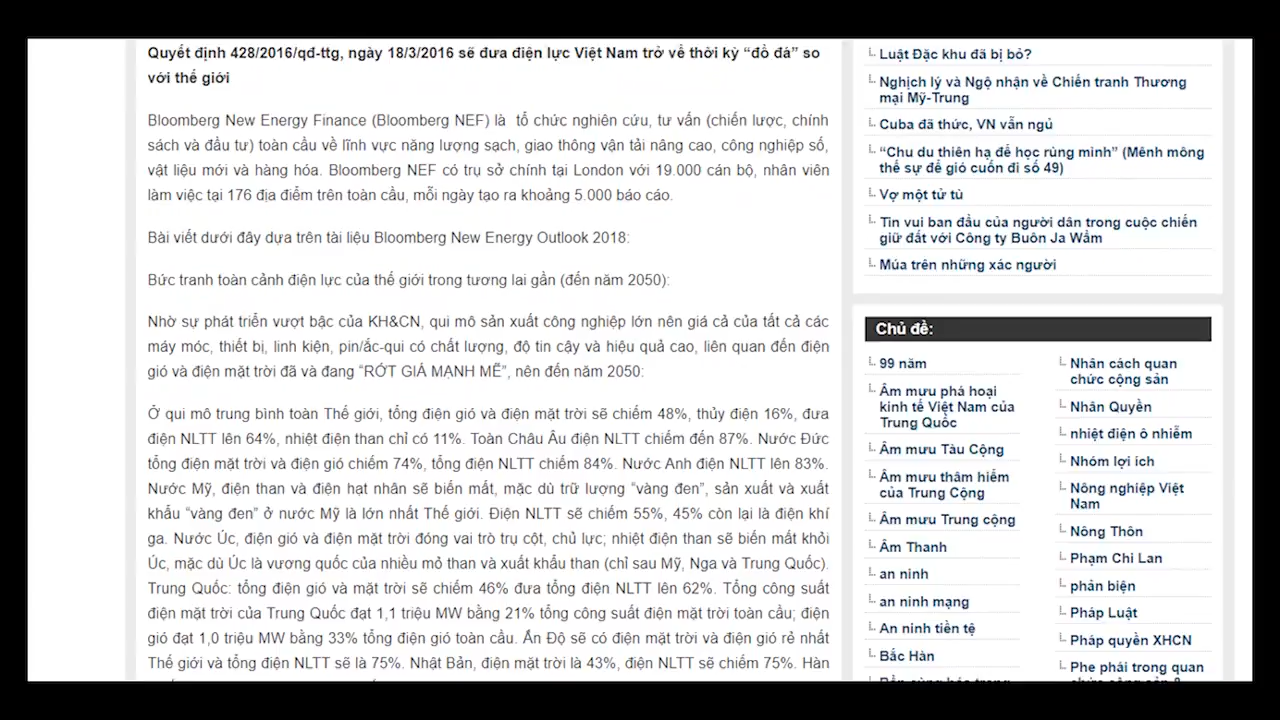 Quyết định 428/2016/qđ-ttg, ngày 18/3/2016 sẽ đưa điện lực Việt Nam trở về thời kỳ “đồ đá” so
với thế giới
Bloomberg New Energy Finance (Bloomberg NEF) là tổ chức nghiên cứu, tư vấn (chiến lược, chính
sách và đầu tư) toàn cầu về lĩnh vực năng lượng sạch, giao thông vận tải nâng cao, công nghiệp số,
vật liệu mới và hàng hóa. Bloomberg NEF có trụ sở chính tại London với 19.000 cán bộ, nhân viên
làm việc tại 176 địa điểm trên toàn cầu, mỗi ngày tạo ra khoảng 5.000 báo cáo.
Bài viết dưới đây dựa trên tài liệu Bloomberg New Energy Outlook 2018:
Bức tranh toàn cảnh điện lực của thế giới trong tương lai gần (đến năm 2050):
Nhờ sự phát triển vượt bậc của KH&CN, qui mô sản xuất công nghiệp lớn nên giá cả của tất cả các
máy móc, thiết bị, linh kiện, pin/ắc-qui có chất lượng, độ tin cậy và hiệu quả cao, liên quan đến điện
gió và điện mặt trời đã và đang “RỚT GIÁ MẠNH MẼ”, nên đến năm 2050:
Ở qui mô trung bình toàn Thế giới, tổng điện gió và điện mặt trời sẽ chiếm 48%, thủy điện 16%, đưa
điện NLTT lên 64%, nhiệt điện than chỉ có 11%. Toàn Châu Âu điện NLTT chiếm đến 87%. Nước Đức
tổng điện mặt trời và điện gió chiếm 74%, tổng điện NLTT chiếm 84%. Nước Anh điện NLTT lên 83%.
Nước Mỹ, điện than và điện hạt nhân sẽ biến mất, mặc dù trữ lượng “vàng đen”, sản xuất và xuất
khẩu “vàng đen” ở nước Mỹ là lớn nhất Thế giới. Điện NLTT sẽ chiếm 55%, 45% còn lại là điện khí
ga. Nước Úc, điện gió và điện mặt trời đóng vai trò trụ cột, chủ lực; nhiệt điện than sẽ biến mất khỏi
Úc, mặc dù Úc là vương quốc của nhiều mỏ than và xuất khẩu than (chỉ sau Mỹ, Nga và Trung Quốc).
Trung Quốc: tổng điện gió và mặt trời sẽ chiếm 46% đưa tổng điện NLTT lên 62%. Tổng công suất
điện mặt trời của Trung Quốc đạt 1,1 triệu MW bằng 21% tổng công suất điện mặt trời toàn cầu; điện
gió đạt 1,0 triệu MW bằng 33% tổng điện gió toàn cầu. Ấn Độ sẽ có điện mặt trời và điện gió rẻ nhất
Thế giới và tổng điện NLTT sẽ là 75%. Nhật Bản, điện mặt trời là 43%, điện NLTT sẽ chiếm 75%. Hàn
Luật Đặc khu đã bị bỏ?
Nghịch lý và Ngộ nhận về Chiến tranh Thương
mại Mỹ-Trung
Cuba đã thức, VN vẫn ngủ
“Chu du thiên hạ để học rùng mình” (Mênh mông
thế sự để gió cuốn đi số 49)
Vợ một tử tù
Tin vui ban đầu của người dân trong cuộc chiến
giữ đất với Công ty Buôn Ja Wầm
Múa trên những xác người
Chủ đề:
99 năm
Âm mưu phá hoại
kinh tế Việt Nam của
Trung Quốc
Âm mưu Tàu Cộng
Âm mưu thâm hiểm
của Trung Cộng
Âm mưu Trung cộng
Âm Thanh
an ninh
an ninh mạng
An ninh tiền tệ
Bắc Hàn
Nhân cách quan
chức cộng sản
Nhân Quyền
nhiệt điện ô nhiễm
Nhóm lợi ích
Nông nghiệp Việt
Nam
Nông Thôn
Phạm Chi Lan
phản biện
Pháp Luật
Pháp quyền XHCN
Phe phái trong quan